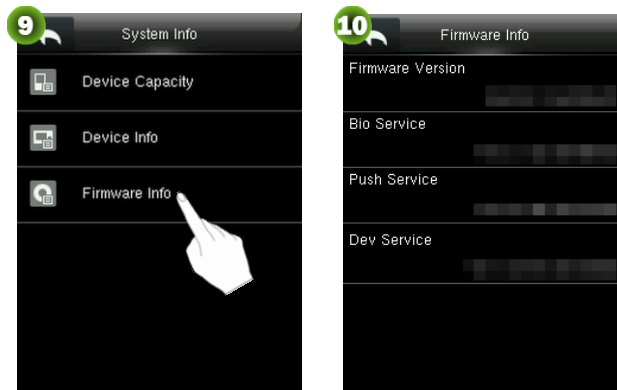 9
System Info
Device Capacity
Device Info
Firmware Info
10
Firmware Info
Firmware Version
Bio Service
Push Service
Dev Service